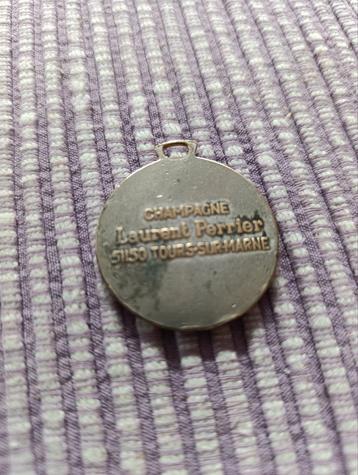 CHAMPAGNE
Laurent Perrier
51150 TOURS-SUR-MARNE